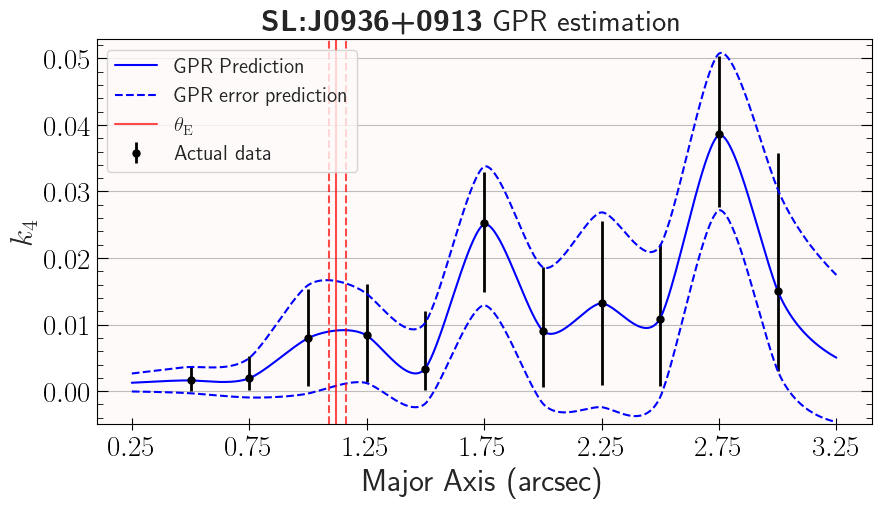 SL:J0936+0913 GPR estimation
GPR Prediction
GPR error prediction
θ_E
Actual data
k_4
0.05
0.04
0.03
0.02
0.01
0.00
0.25 0.75 1.25 1.75 2.25 2.75 3.25
Major Axis (arcsec)